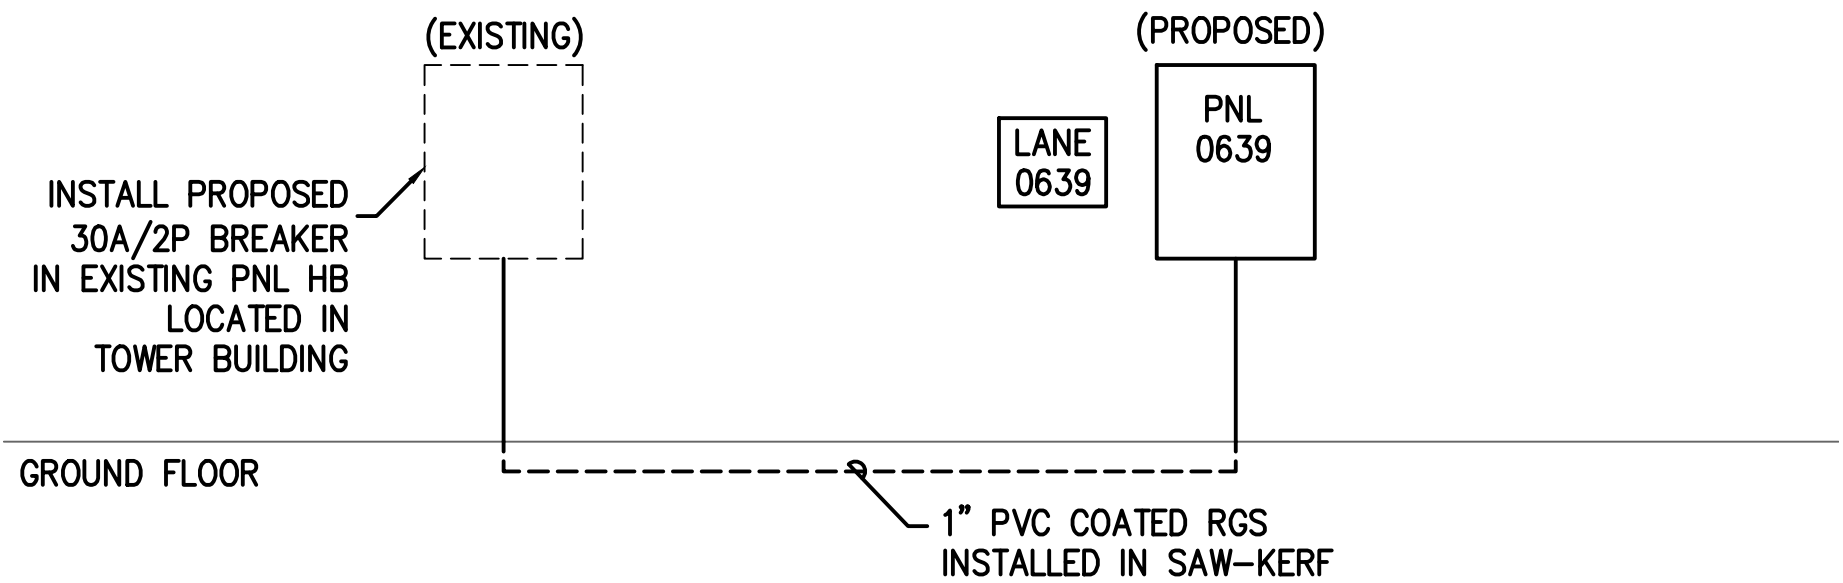 (EXISTING)
(PROPOSED)
PNL
0639
LANE
0639
INSTALL PROPOSED
30A/2P BREAKER
IN EXISTING PNL HB
LOCATED IN
TOWER BUILDING
GROUND FLOOR
1" PVC COATED RGS
INSTALLED IN SAW-KERF